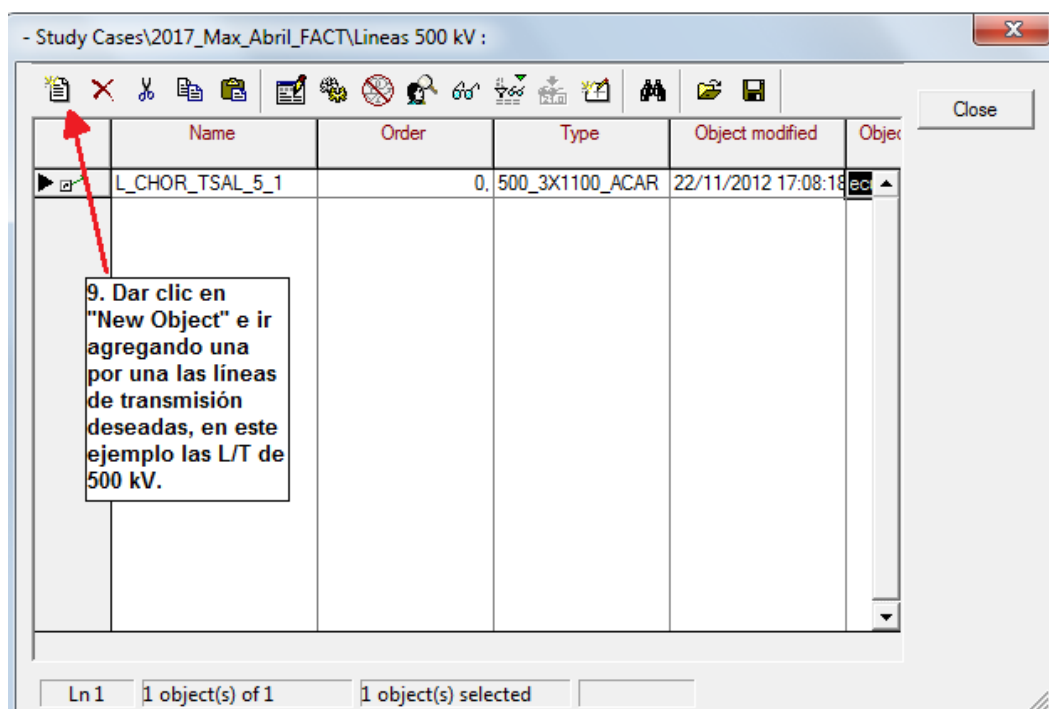 - Study Cases\2017_Max_Abril_FACT\Lineas 500 kV :
Close
Name Order Type Object modified Objec
L_CHOR_TSAL_5_1 0, 500_3X1100_ACAR 22/11/2012 17:08:18 ec
9. Dar clic en
"New Object" e ir
agregando una
por una las líneas
de transmisión
deseadas, en este
ejemplo las L/T de
500 kV.
Ln 1 1 object(s) of 1 1 object(s) selected